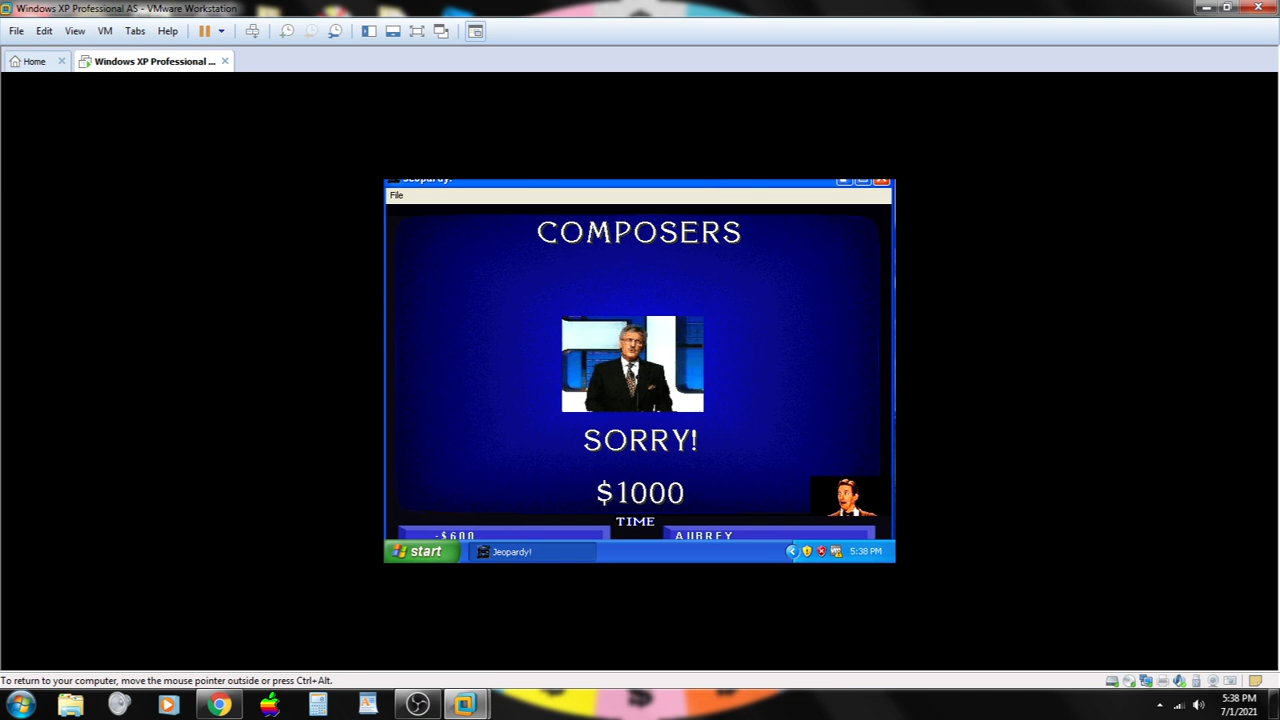 Windows XP Professional AS - VMware Workstation
File Edit View VM Tabs Help
Home Windows XP Professional ...
Jeopardy!
File
COMPOSERS
SORRY!
$1000
TIME
-$600 AUBREY
start Jeopardy! 5:38 PM
To return to your computer, move the mouse pointer outside or press Ctrl+Alt.
5:38 PM
7/1/2021